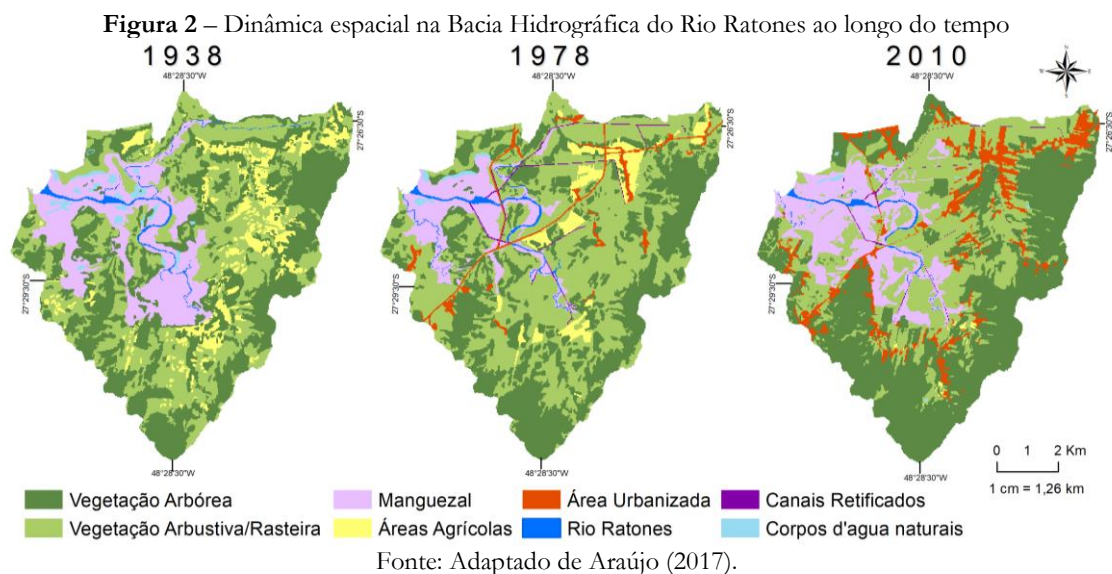 Figura 2 – Dinâmica espacial na Bacia Hidrográfica do Rio Ratones ao longo do tempo
1938 1978 2010
48°28'30"W 48°28'30"W 48°28'30"W
N
27°26'30"S 27°26'30"S 27°26'30"S
27°29'30"S 27°29'30"S 27°29'30"S
48°28'30"W 48°28'30"W 48°28'30"W
0 1 2 Km
1 cm = 1,26 km
Vegetação Arbórea Manguezal Área Urbanizada Canais Retificados
Vegetação Arbustiva/Rasteira Áreas Agrícolas Rio Ratones Corpos d'agua naturais
Fonte: Adaptado de Araújo (2017).